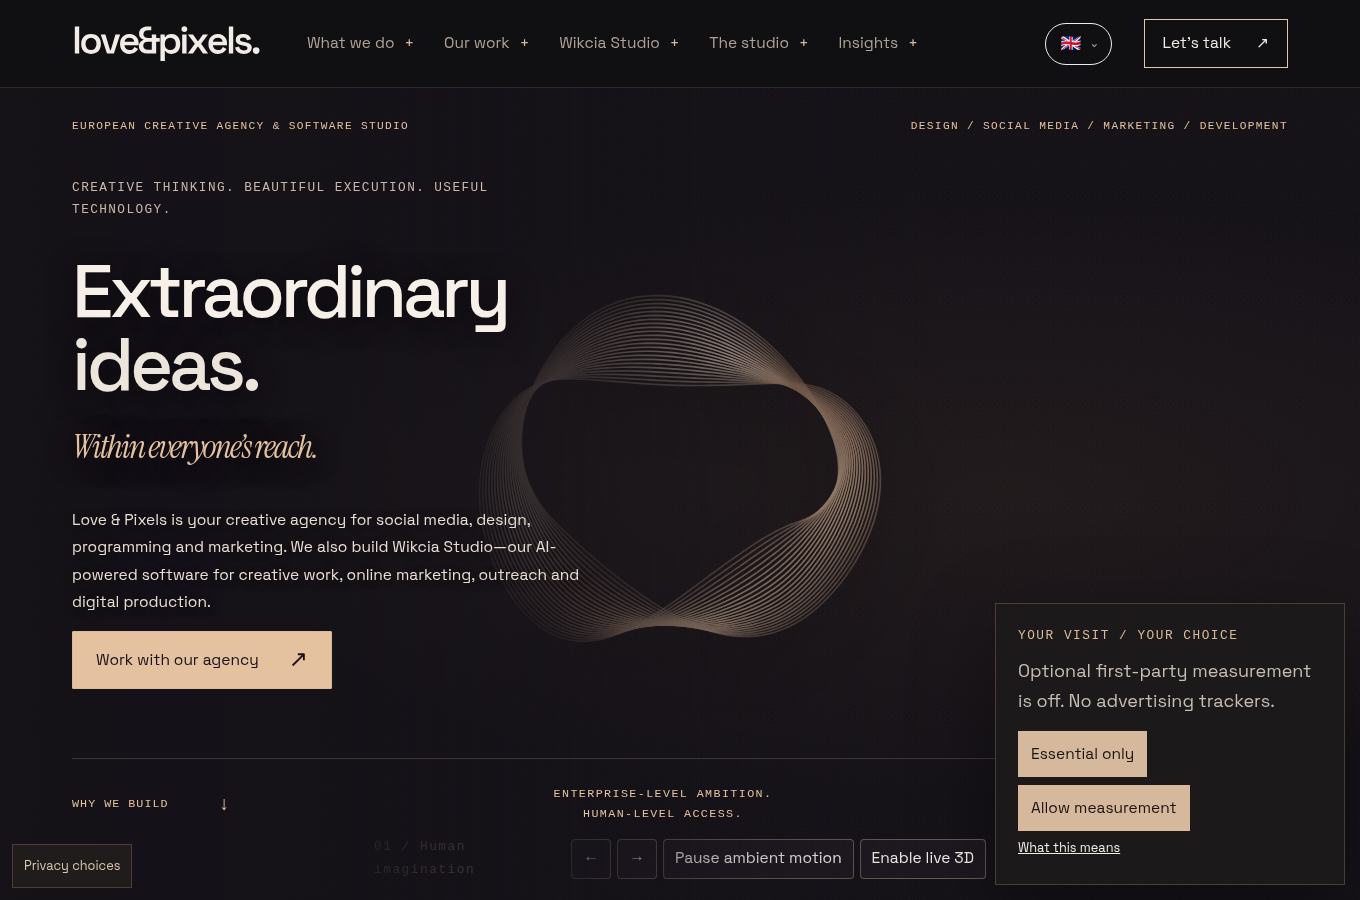 love&pixels.
What we do +
Our work +
Wikcia Studio +
The studio +
Insights +
Let's talk ↗
EUROPEAN CREATIVE AGENCY & SOFTWARE STUDIO
DESIGN / SOCIAL MEDIA / MARKETING / DEVELOPMENT
CREATIVE THINKING. BEAUTIFUL EXECUTION. USEFUL
TECHNOLOGY.
Extraordinary
ideas.
Within everyone's reach.
Love & Pixels is your creative agency for social media, design,
programming and marketing. We also build Wikcia Studio—our AI-
powered software for creative work, online marketing, outreach and
digital production.
Work with our agency ↗
YOUR VISIT / YOUR CHOICE
Optional first-party measurement
is off. No advertising trackers.
Essential only
Allow measurement
What this means
WHY WE BUILD ↓
ENTERPRISE-LEVEL AMBITION.
HUMAN-LEVEL ACCESS.
01 / Human
imagination
← → Pause ambient motion
Enable live 3D
Privacy choices